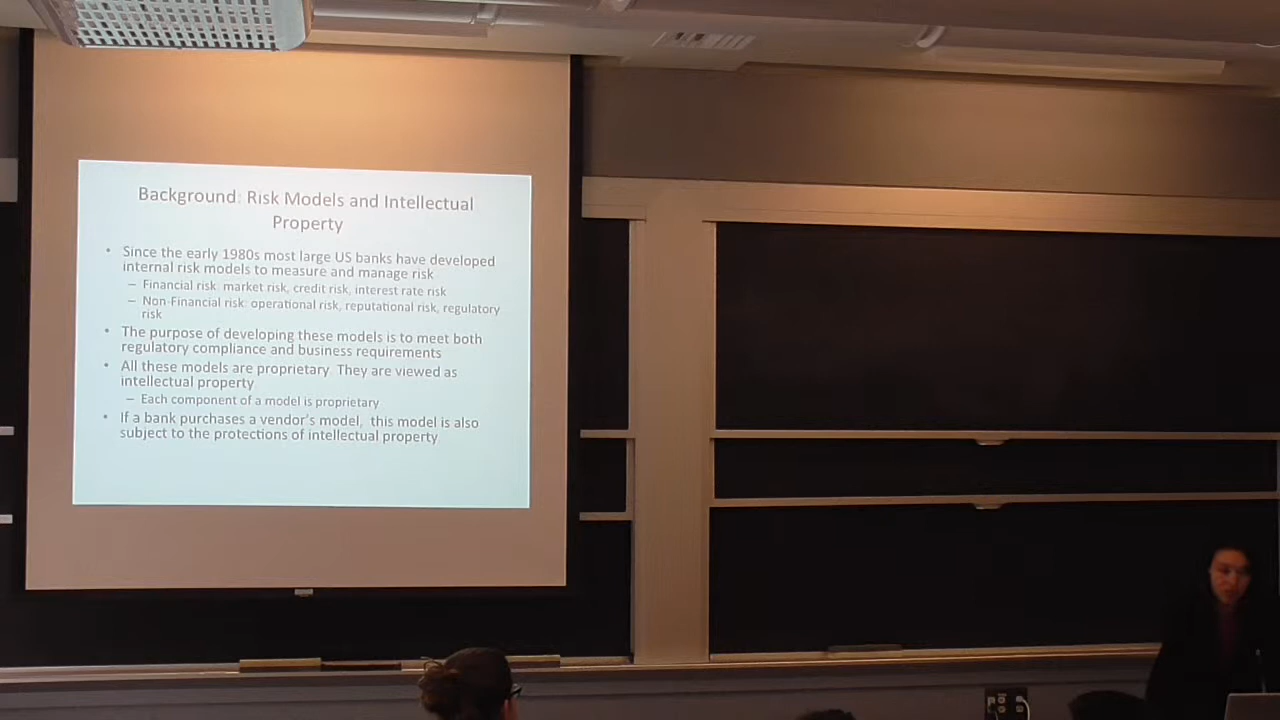 Background: Risk Models and Intellectual
Property
• Since the early 1980s most large US banks have developed
internal risk models to measure and manage risk
– Financial risk: market risk, credit risk, interest rate risk
– Non-Financial risk: operational risk, reputational risk, regulatory
risk
• The purpose of developing these models is to meet both
regulatory compliance and business requirements
• All these models are proprietary. They are viewed as
intellectual property
– Each component of a model is proprietary
• If a bank purchases a vendor's model, this model is also
subject to the protections of intellectual property